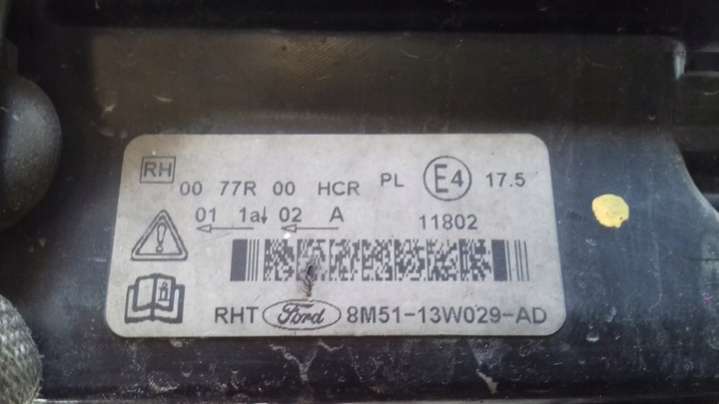 RH 00 77R 00 HCR PL E4 17.5
01 1a↓ 02 A 11802
RHT Ford 8M51-13W029-AD